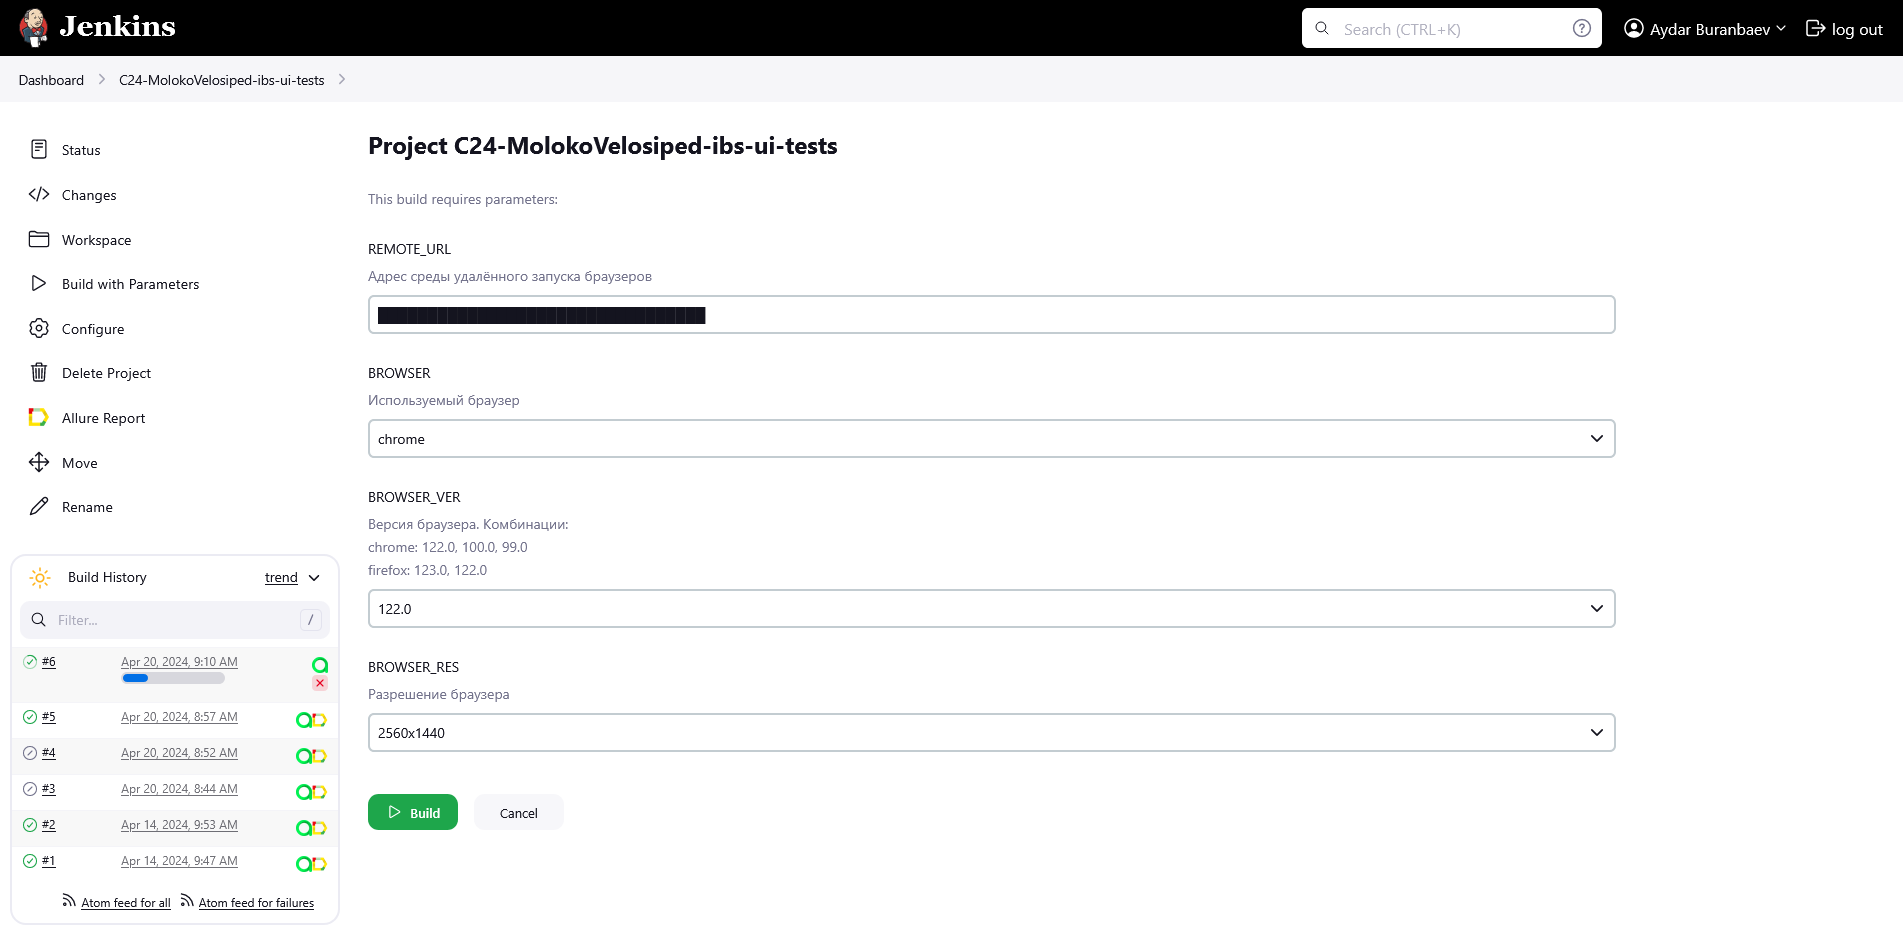 Jenkins
Search (CTRL+K)
Aydar Buranbaev
log out
Dashboard
C24-MolokoVelosiped-ibs-ui-tests
Status
Changes
Workspace
Build with Parameters
Configure
Delete Project
Allure Report
Move
Rename
Build History
trend
Filter...
/
#6 Apr 20, 2024, 9:10 AM
#5 Apr 20, 2024, 8:57 AM
#4 Apr 20, 2024, 8:52 AM
#3 Apr 20, 2024, 8:44 AM
#2 Apr 14, 2024, 9:53 AM
#1 Apr 14, 2024, 9:47 AM
Atom feed for all
Atom feed for failures
Project C24-MolokoVelosiped-ibs-ui-tests
This build requires parameters:
REMOTE_URL
Адрес среды удалённого запуска браузеров
BROWSER
Используемый браузер
chrome
BROWSER_VER
Версия браузера. Комбинации:
chrome: 122.0, 100.0, 99.0
firefox: 123.0, 122.0
122.0
BROWSER_RES
Разрешение браузера
2560x1440
Build
Cancel